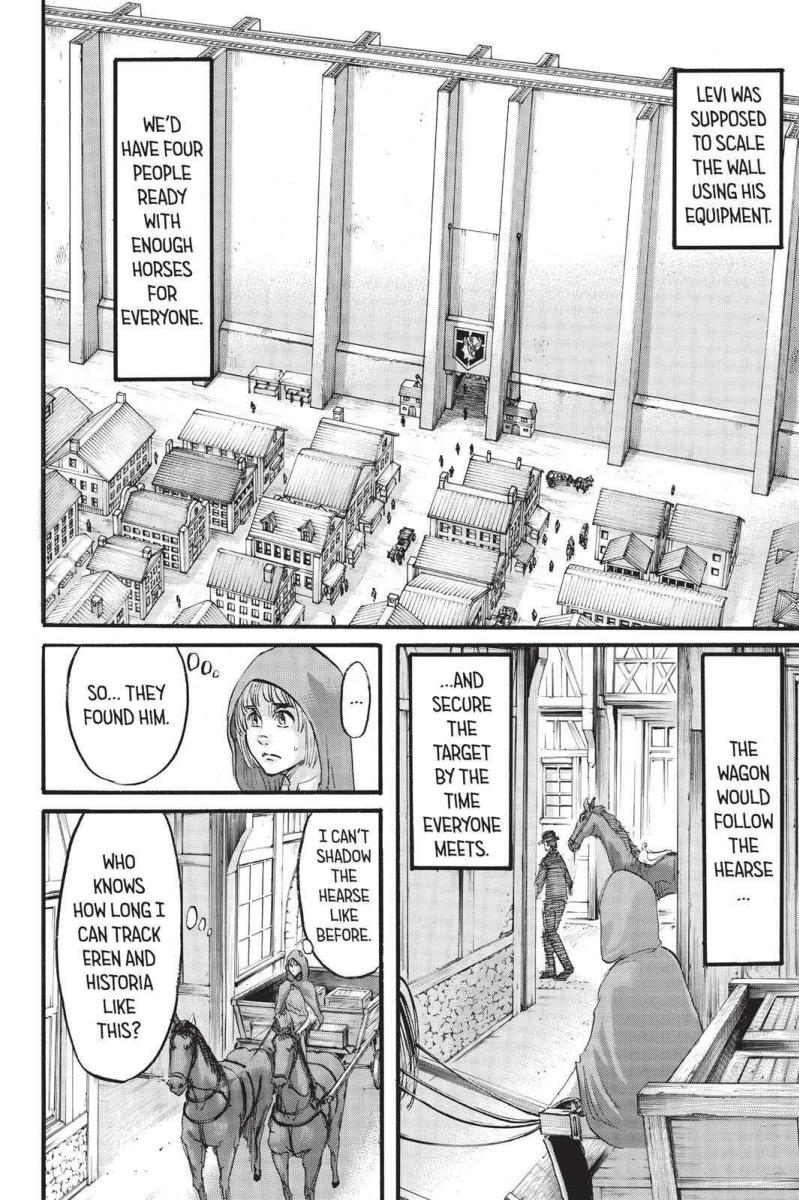 LEVI WAS
SUPPOSED
TO SCALE
THE WALL
USING HIS
EQUIPMENT.
WE'D
HAVE FOUR
PEOPLE
READY
WITH
ENOUGH
HORSES
FOR
EVERYONE.
THE
WAGON
WOULD
FOLLOW
THE
HEARSE
...
...AND
SECURE
THE
TARGET
BY THE
TIME
EVERYONE
MEETS.
...
SO... THEY
FOUND HIM.
I CAN'T
SHADOW
THE
HEARSE
LIKE
BEFORE.
WHO
KNOWS
HOW LONG I
CAN TRACK
EREN AND
HISTORIA
LIKE
THIS?